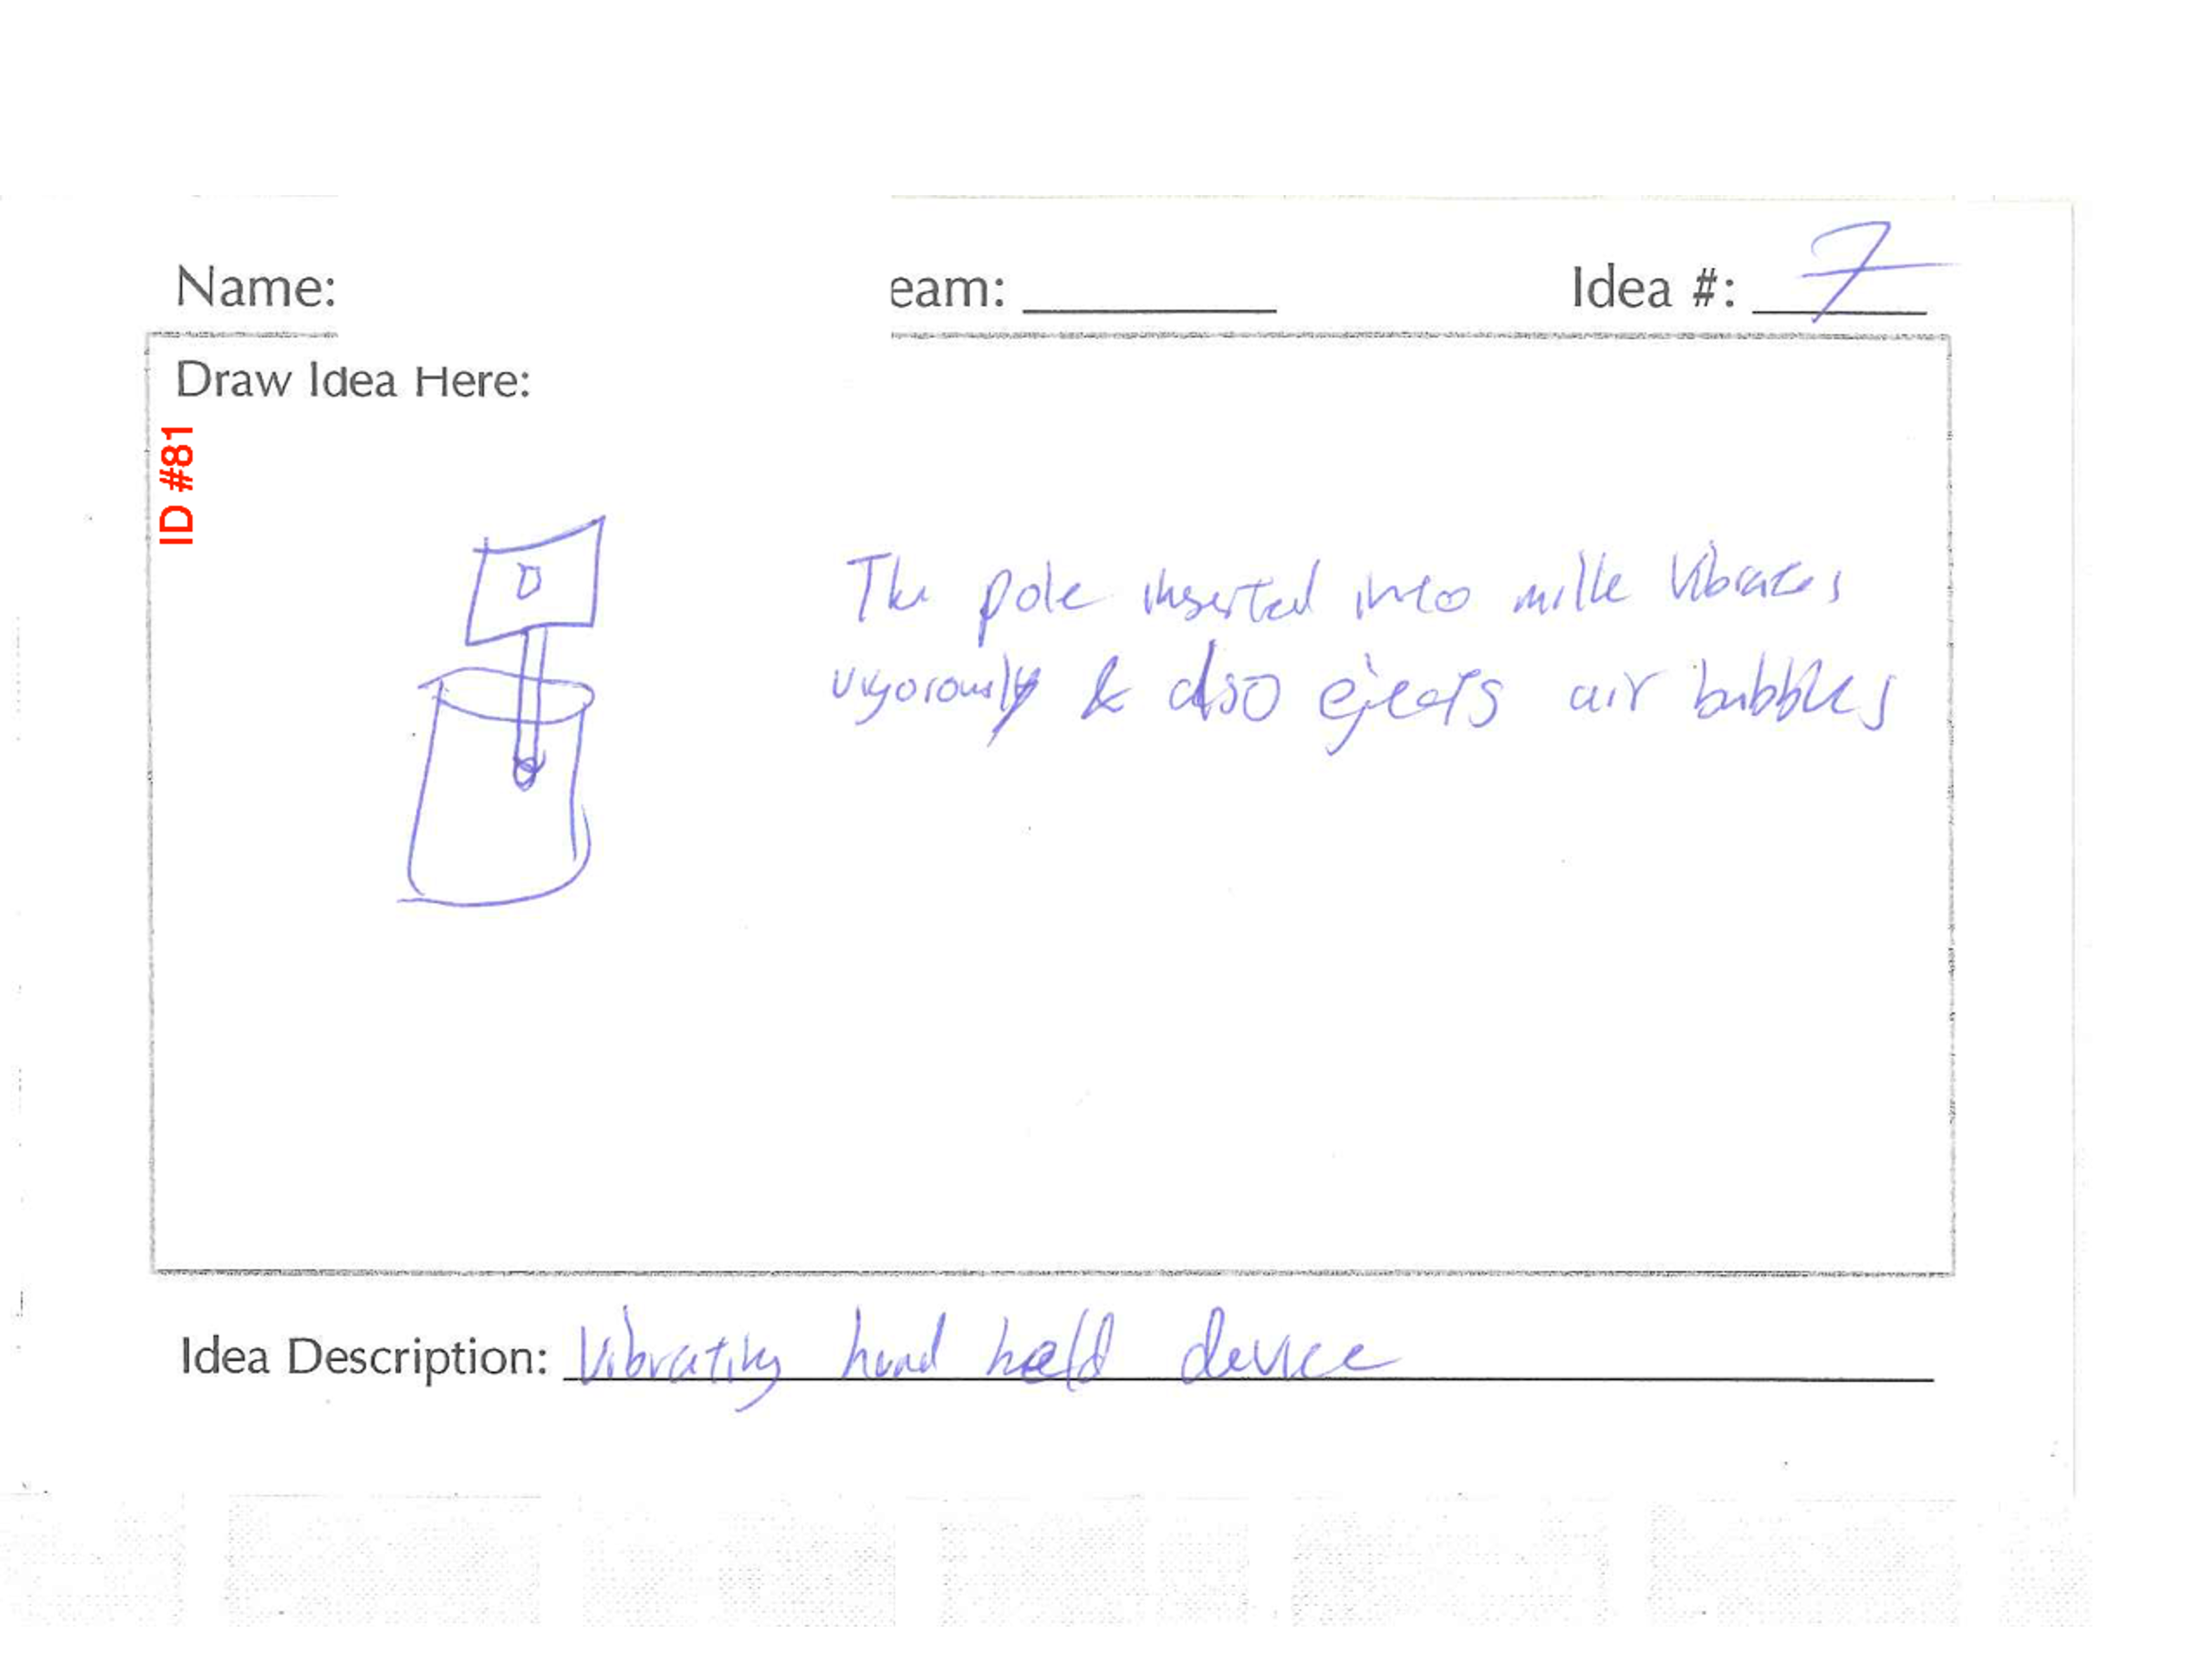 Name:
eam:
Idea #: 7
Draw Idea Here:
ID #81
The pole inserted into milk vibrates
vigorously & also ejects air bubbles
Idea Description: Vibrating hand held device